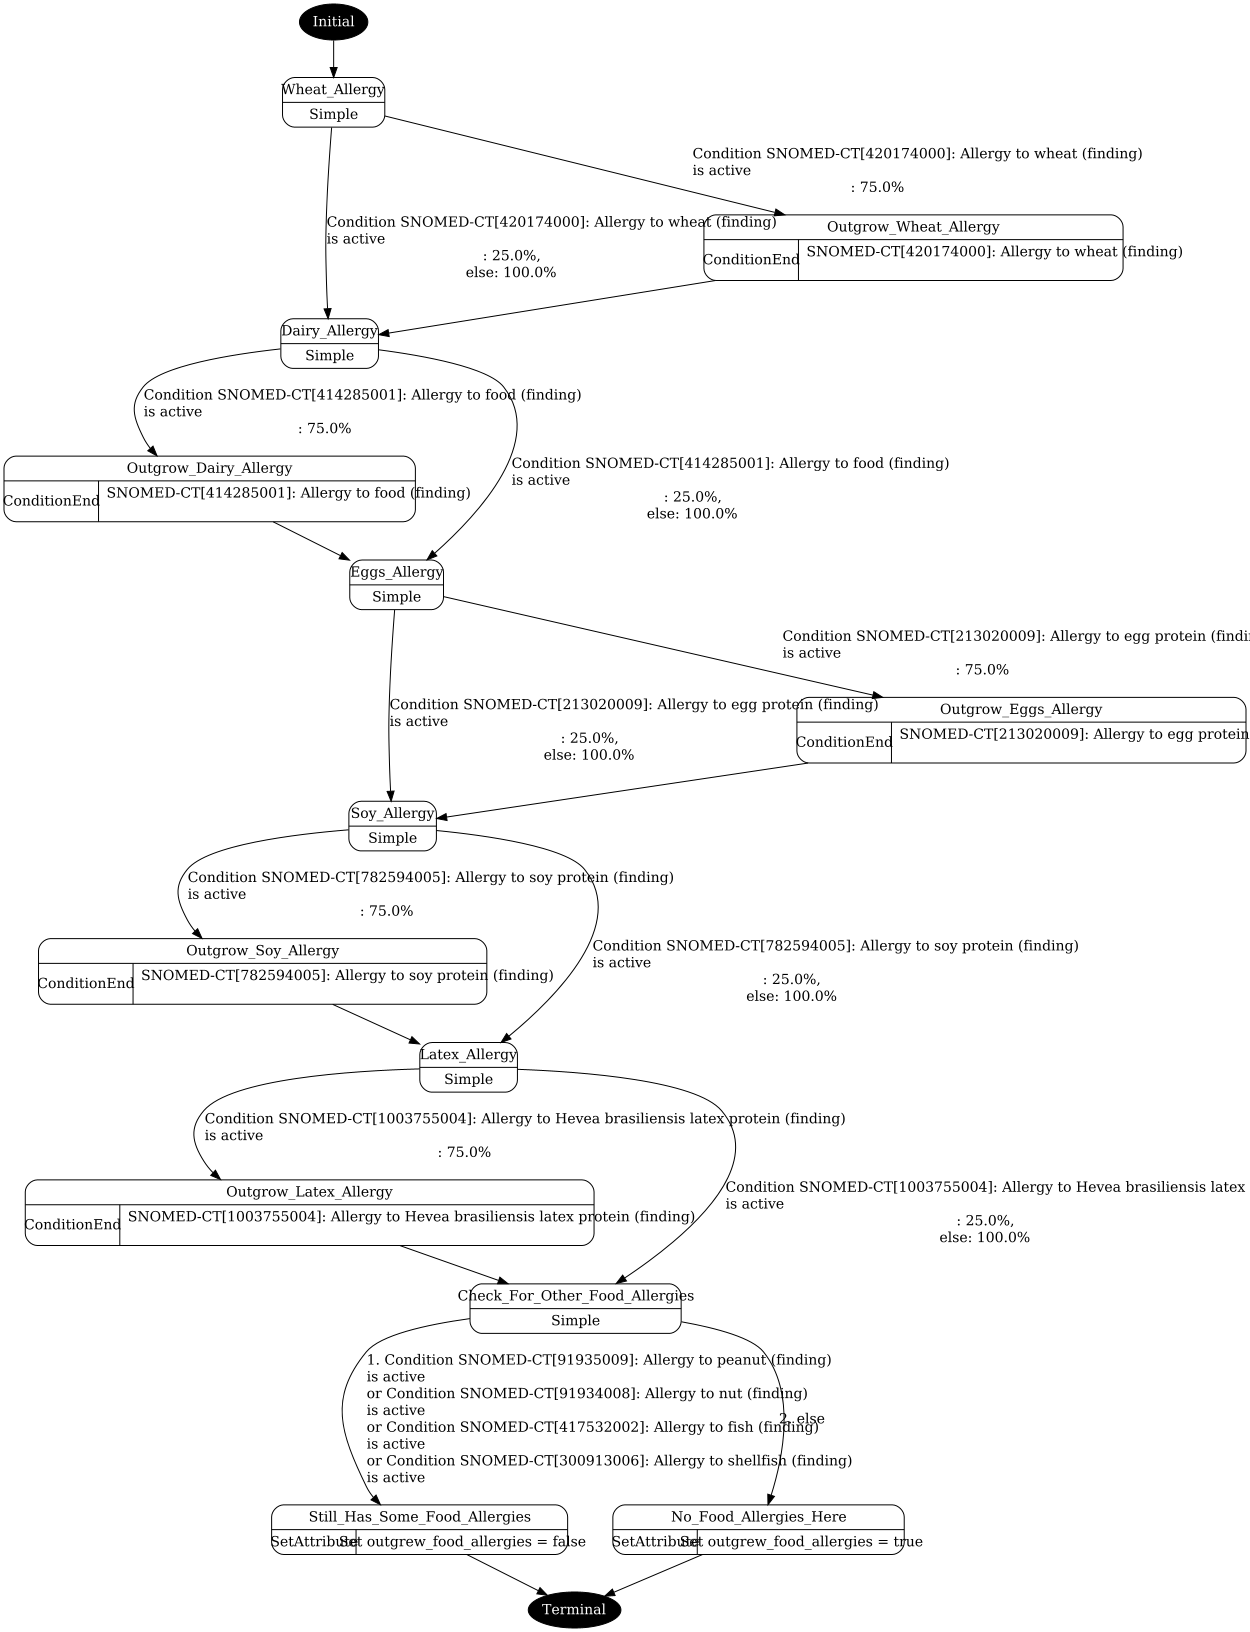 Initial
Wheat_Allergy
Simple
Condition SNOMED-CT[420174000]: Allergy to wheat (finding)
is active
: 75.0%
Condition SNOMED-CT[420174000]: Allergy to wheat (finding)
is active
: 25.0%,
else: 100.0%
Outgrow_Wheat_Allergy
ConditionEnd
SNOMED-CT[420174000]: Allergy to wheat (finding)
Dairy_Allergy
Simple
Condition SNOMED-CT[414285001]: Allergy to food (finding)
is active
: 75.0%
Condition SNOMED-CT[414285001]: Allergy to food (finding)
is active
: 25.0%,
else: 100.0%
Outgrow_Dairy_Allergy
ConditionEnd
SNOMED-CT[414285001]: Allergy to food (finding)
Eggs_Allergy
Simple
Condition SNOMED-CT[213020009]: Allergy to egg protein (findi
is active
: 75.0%
Condition SNOMED-CT[213020009]: Allergy to egg protein (finding)
is active
: 25.0%,
else: 100.0%
Outgrow_Eggs_Allergy
ConditionEnd
SNOMED-CT[213020009]: Allergy to egg protein
Soy_Allergy
Simple
Condition SNOMED-CT[782594005]: Allergy to soy protein (finding)
is active
: 75.0%
Condition SNOMED-CT[782594005]: Allergy to soy protein (finding)
is active
: 25.0%,
else: 100.0%
Outgrow_Soy_Allergy
ConditionEnd
SNOMED-CT[782594005]: Allergy to soy protein (finding)
Latex_Allergy
Simple
Condition SNOMED-CT[1003755004]: Allergy to Hevea brasiliensis latex protein (finding)
is active
: 75.0%
Condition SNOMED-CT[1003755004]: Allergy to Hevea brasiliensis latex
is active
: 25.0%,
else: 100.0%
Outgrow_Latex_Allergy
ConditionEnd
SNOMED-CT[1003755004]: Allergy to Hevea brasiliensis latex protein (finding)
Check_For_Other_Food_Allergies
Simple
1. Condition SNOMED-CT[91935009]: Allergy to peanut (finding)
is active
or Condition SNOMED-CT[91934008]: Allergy to nut (finding)
is active
or Condition SNOMED-CT[417532002]: Allergy to fish (finding)
is active
or Condition SNOMED-CT[300913006]: Allergy to shellfish (finding)
is active
2. else
Still_Has_Some_Food_Allergies
SetAttribute
Set outgrew_food_allergies = false
No_Food_Allergies_Here
SetAttribute
Set outgrew_food_allergies = true
Terminal